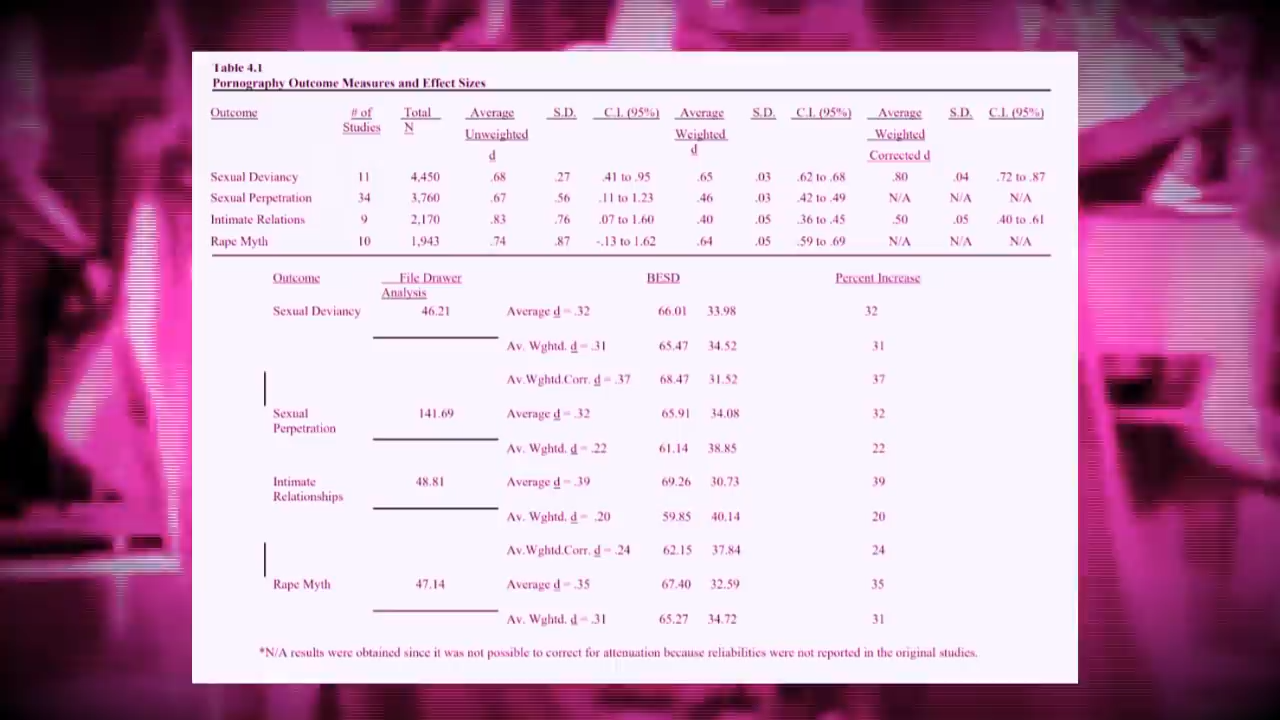 Table 4.1
Pornography Outcome Measures and Effect Sizes
Outcome # of Studies Total N Average Unweighted d S.D. C.I. (95%) Average Weighted d S.D. C.I. (95%) Average Weighted Corrected d S.D. C.I. (95%)
Sexual Deviancy 11 4,450 .68 .27 .41 to .95 .65 .03 .62 to .68 .80 .04 .72 to .87
Sexual Perpetration 34 3,760 .67 .56 .11 to 1.23 .46 .03 .42 to .49 N/A N/A N/A
Intimate Relations 9 2,170 .83 .76 .07 to 1.60 .40 .05 .36 to .45 .50 .05 .40 to .61
Rape Myth 10 1,943 .74 .87 -.13 to 1.62 .64 .05 .59 to .69 N/A N/A N/A
Outcome File Drawer Analysis BESD Percent Increase
Sexual Deviancy 46.21 Average d = .32 66.01 33.98 32
Av. Wghtd. d = .31 65.47 34.52 31
Av.Wghtd.Corr. d = .37 68.47 31.52 37
Sexual Perpetration 141.69 Average d = .32 65.91 34.08 32
Av. Wghtd. d = .22 61.14 38.85 22
Intimate Relationships 48.81 Average d = .39 69.26 30.73 39
Av. Wghtd. d = .20 59.85 40.14 20
Av.Wghtd.Corr. d = .24 62.15 37.84 24
Rape Myth 47.14 Average d = .35 67.40 32.59 35
Av. Wghtd. d = .31 65.27 34.72 31
*N/A results were obtained since it was not possible to correct for attenuation because reliabilities were not reported in the original studies.